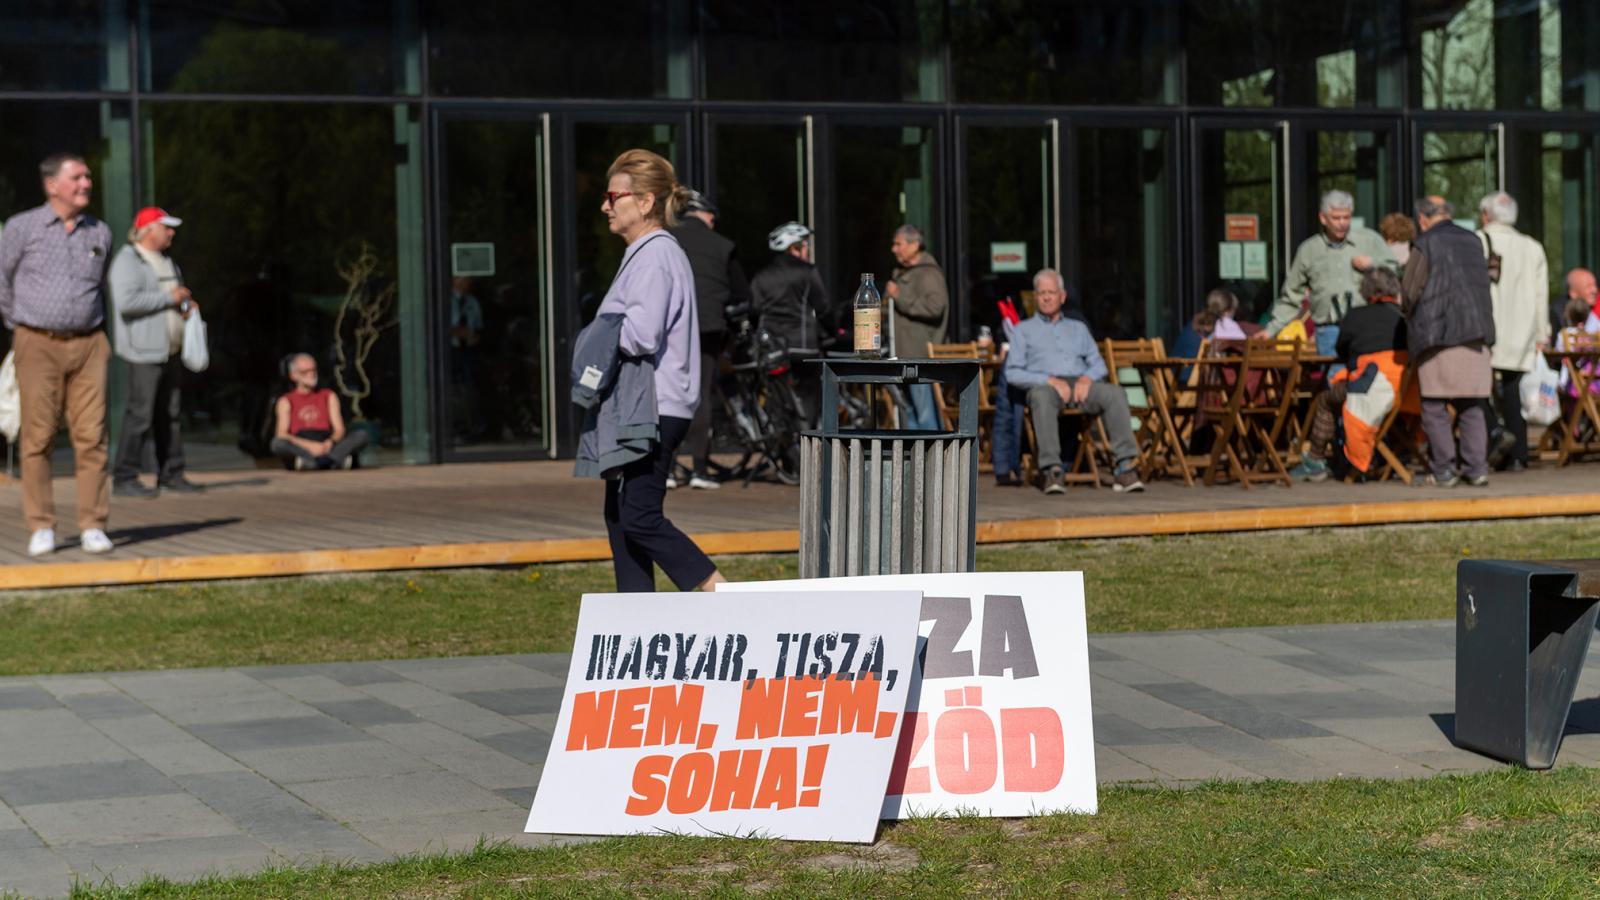 MAGYAR, TISZA,
NEM, NEM,
SOHA!
ZA
ZÖD